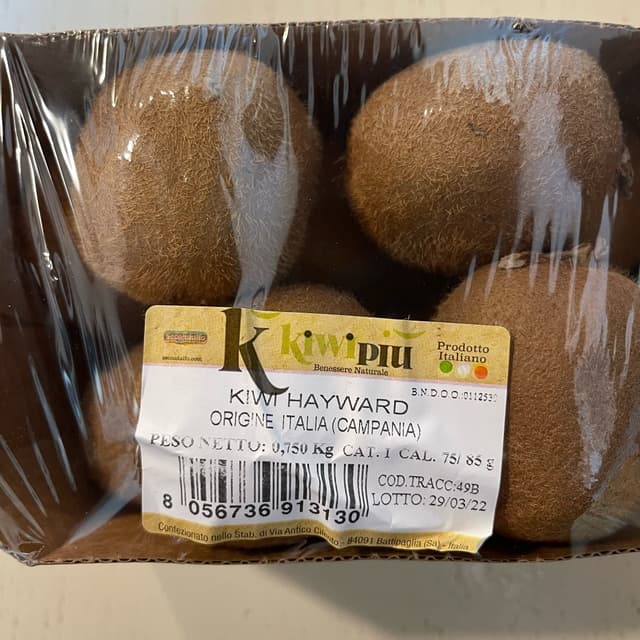 kiwipiù
Benessere Naturale
Prodotto
Italiano
B.N.D.O.O.:0112530
KIWI HAYWARD
ORIGINE ITALIA (CAMPANIA)
PESO NETTO: 0,750 Kg CAT. I CAL. 75/ 85 g
COD.TRACC:49B
LOTTO: 29/03/22
8 056736 913130
Confezionato nello Stab. di Via Antico Cilento - 84091 Battipaglia (Sa) - Italia